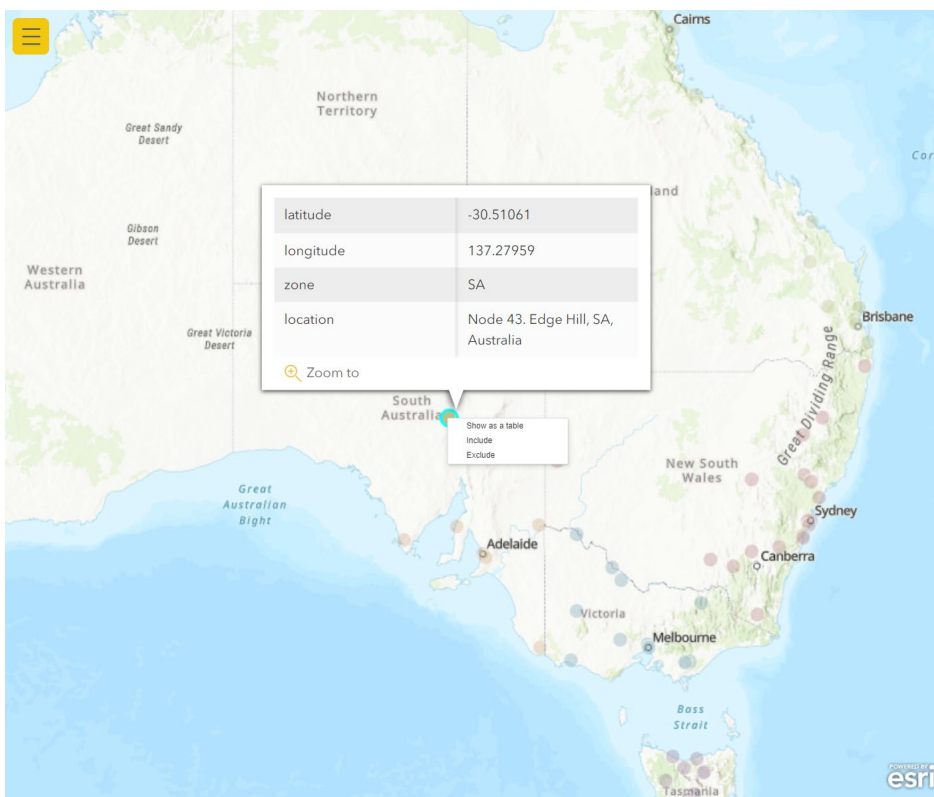 Cairns
Northern
Territory
Great Sandy
Desert
Cor
land
latitude -30.51061
longitude 137.27959
zone SA
location Node 43. Edge Hill, SA,
Australia
Zoom to
Gibson
Desert
Western
Australia
Great Victoria
Desert
Brisbane
Great Dividing Range
South
Australia
Show as a table
Include
Exclude
New South
Wales
Great
Australian
Bight
Sydney
Adelaide
Canberra
Victoria
Melbourne
Bass
Strait
Tasmania
POWERED BY
esri